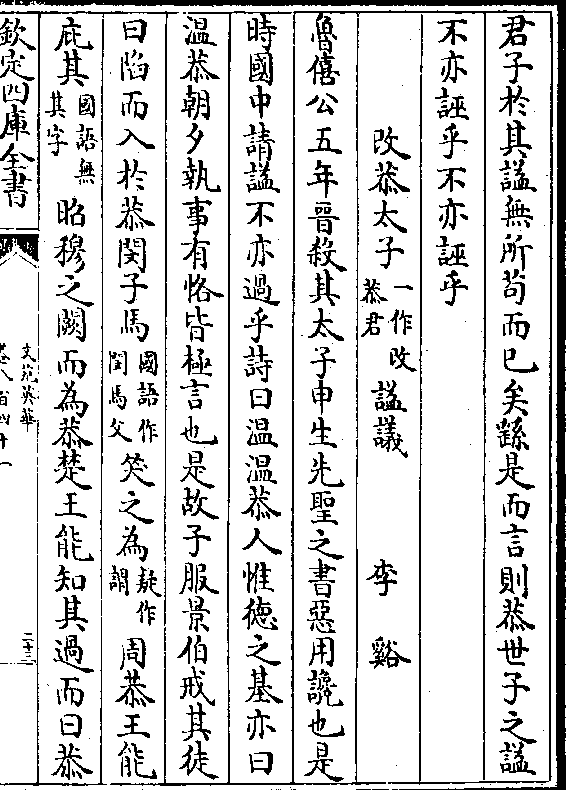 君子於其諡無所苟而已矣繇是而言則恭世子之諡
不亦誣乎不亦誣乎
改恭太子一作改恭君諡議 李谿
魯僖公五年晉殺其太子申生先聖之書惡用讒也是
時國中請諡不亦過乎詩曰温温恭人惟德之基亦曰
温恭朝夕執事有恪皆極言也是故子服景伯戒其徒
曰陷而入於恭閔子馬國語作閔馬父笑之為疑作謂周恭王能
庇其國語無其字昭穆之闕而為恭楚王能知其過而曰恭
欽定四庫全書
文苑英華
卷八百四十一
二十三